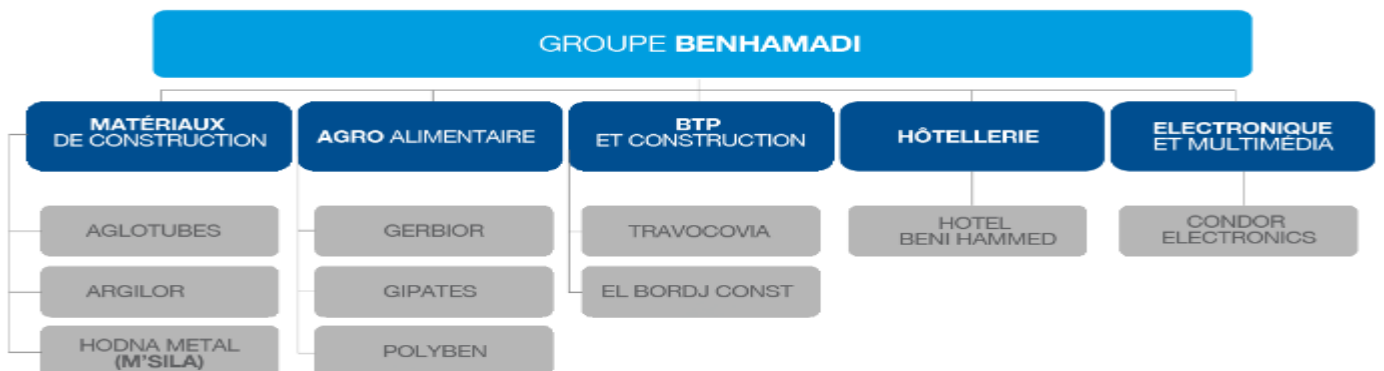 GROUPE BENHAMADI
MATÉRIAUX
DE CONSTRUCTION
AGRO ALIMENTAIRE
BTP
ET CONSTRUCTION
HÔTELLERIE
ELECTRONIQUE
ET MULTIMÉDIA
AGLOTUBES
GERBIOR
TRAVOCOVIA
HOTEL
BENI HAMMED
CONDOR
ELECTRONICS
ARGILOR
GIPATES
EL BORDJ CONST
HODNA METAL
(M'SILA)
POLYBEN